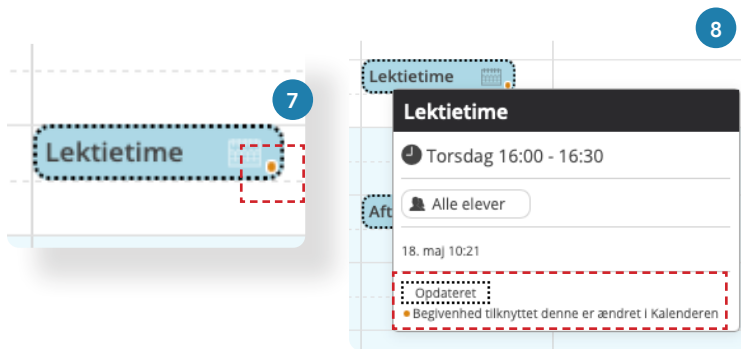 7
Lektietime
8
Lektietime
Lektietime
Torsdag 16:00 - 16:30
Aft
Alle elever
18. maj 10:21
Opdateret
Begivenhed tilknyttet denne er ændret i Kalenderen